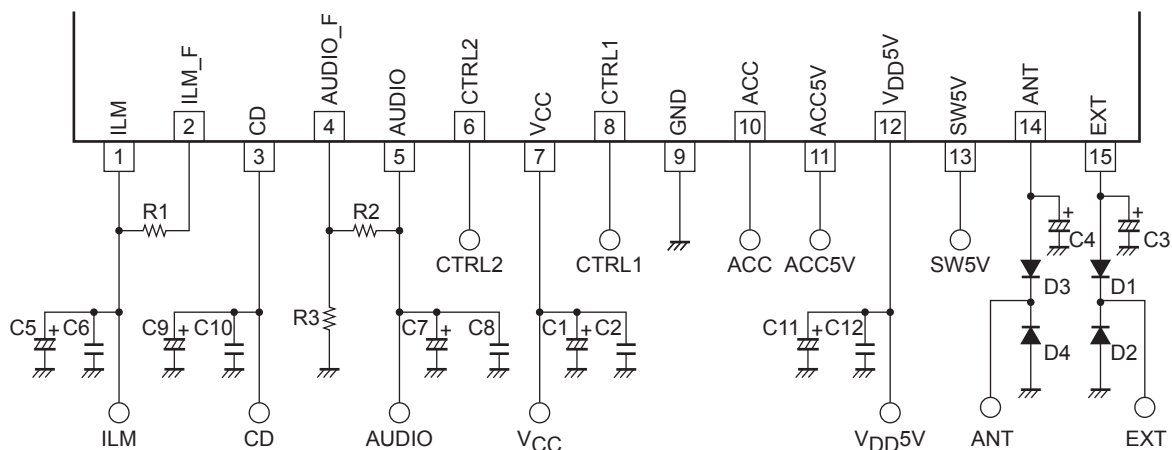 ILM
ILM_F
CD
AUDIO_F
AUDIO
CTRL2
VCC
CTRL1
GND
ACC
ACC5V
VDD5V
SW5V
ANT
EXT
1
2
3
4
5
6
7
8
9
10
11
12
13
14
15
R1
R2
+
C4
+
C3
CTRL2
CTRL1
ACC
ACC5V
SW5V
D3
D1
R3
C5
+
C6
C9
+
C10
C7
+
C8
C1
+
C2
C11
+
C12
D4
D2
ILM
CD
AUDIO
VCC
VDD5V
ANT
EXT